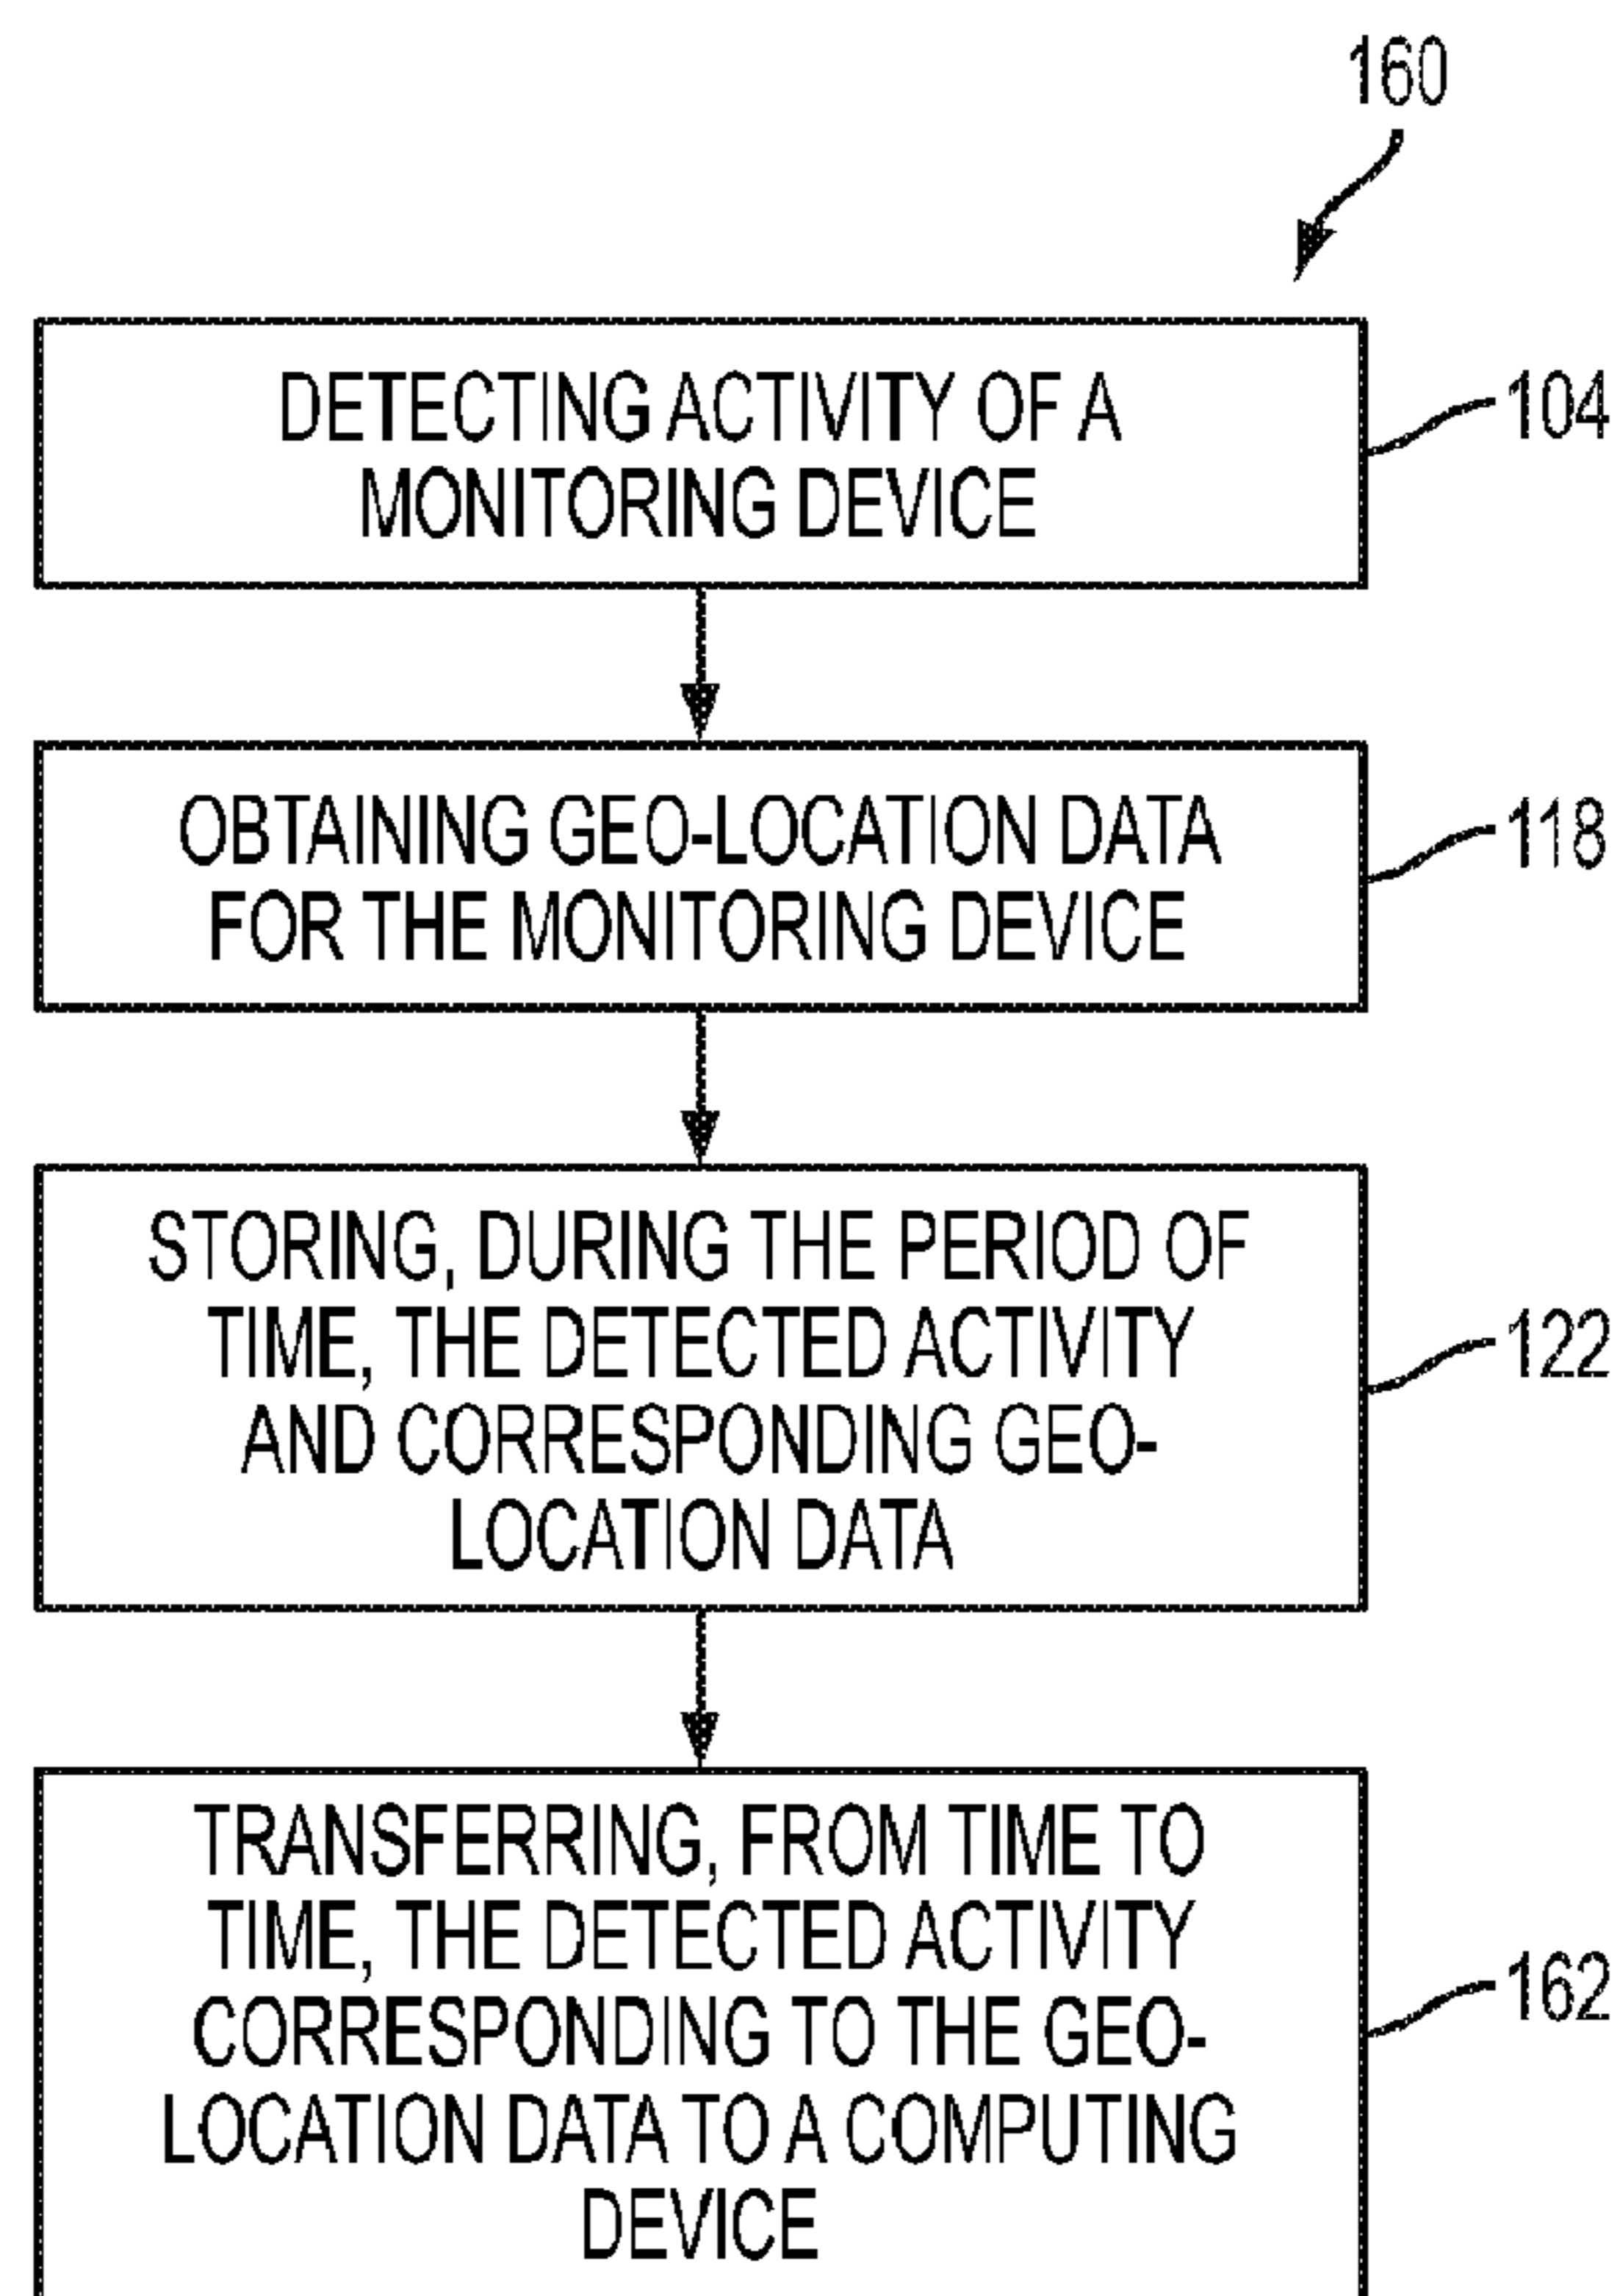 160
DETECTING ACTIVITY OF A
MONITORING DEVICE
104
OBTAINING GEO-LOCATION DATA
FOR THE MONITORING DEVICE
118
STORING, DURING THE PERIOD OF
TIME, THE DETECTED ACTIVITY
AND CORRESPONDING GEO-
LOCATION DATA
122
TRANSFERRING, FROM TIME TO
TIME, THE DETECTED ACTIVITY
CORRESPONDING TO THE GEO-
LOCATION DATA TO A COMPUTING
DEVICE
162